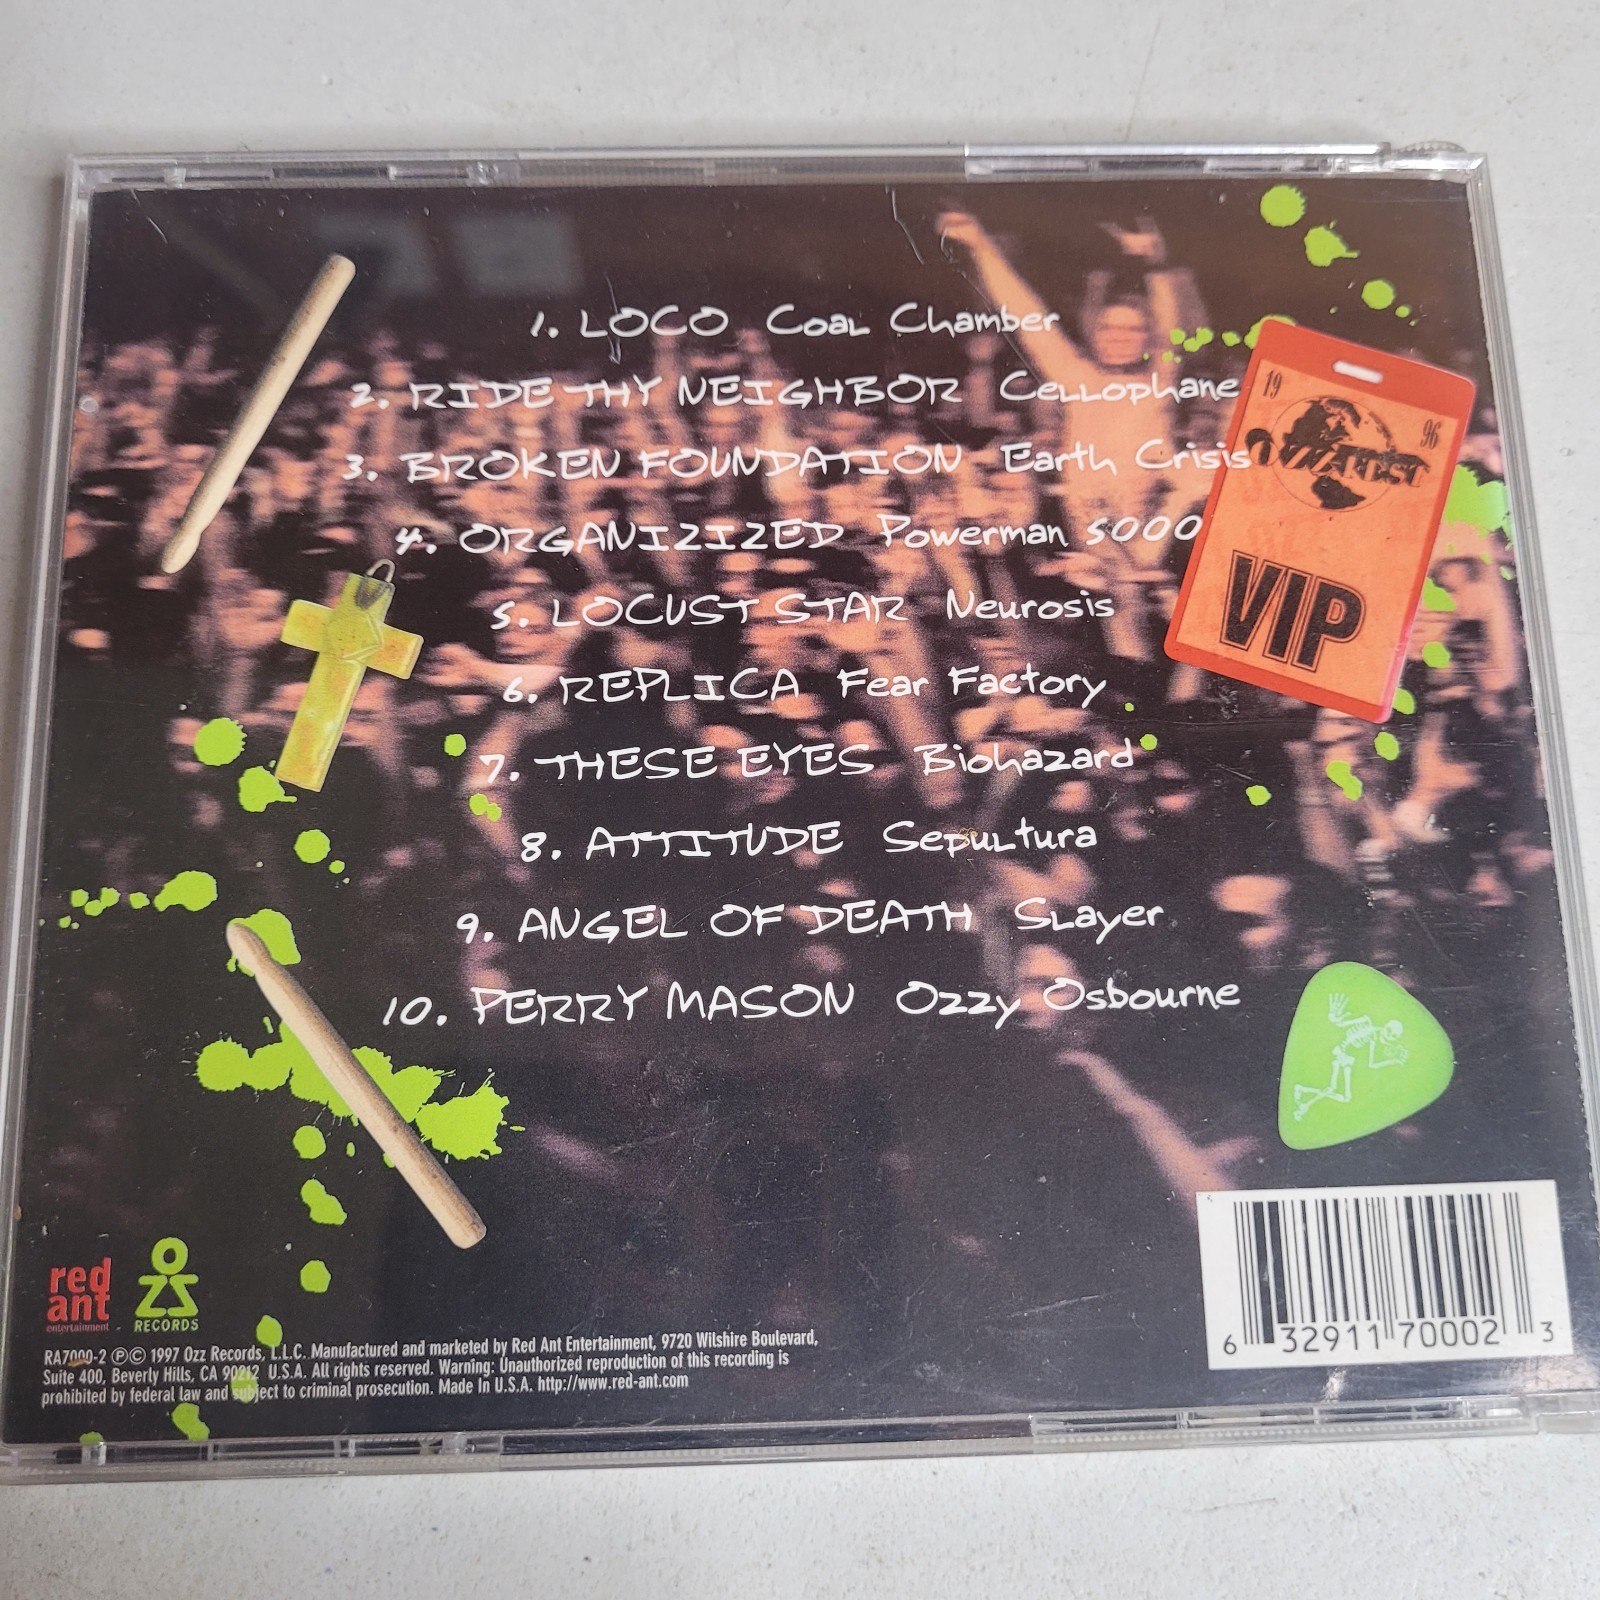 1. LOCO Coal Chamber
2. RIDE THY NEIGHBOR Cellophane
3. BROKEN FOUNDATION Earth Crisis
4. ORGANIZIZED Powerman 5000
5. LOCUST STAR Neurosis
6. REPLICA Fear Factory
7. THESE EYES Biohazard
8. ATTITUDE Sepultura
9. ANGEL OF DEATH Slayer
10. PERRY MASON Ozzy Osbourne
19 96
OZZFEST
VIP
red
ant
entertainment
OZZ
RECORDS
RA7000-2 ℗© 1997 Ozz Records, L.L.C. Manufactured and marketed by Red Ant Entertainment, 9720 Wilshire Boulevard,
Suite 400, Beverly Hills, CA 90212 U.S.A. All rights reserved. Warning: Unauthorized reproduction of this recording is
prohibited by federal law and subject to criminal prosecution. Made In U.S.A. http://www.red-ant.com
6 32911 70002 3